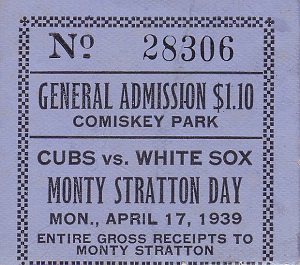 Nº 28306
GENERAL ADMISSION $1.10
COMISKEY PARK
CUBS vs. WHITE SOX
MONTY STRATTON DAY
MON., APRIL 17, 1939
ENTIRE GROSS RECEIPTS TO
MONTY STRATTON